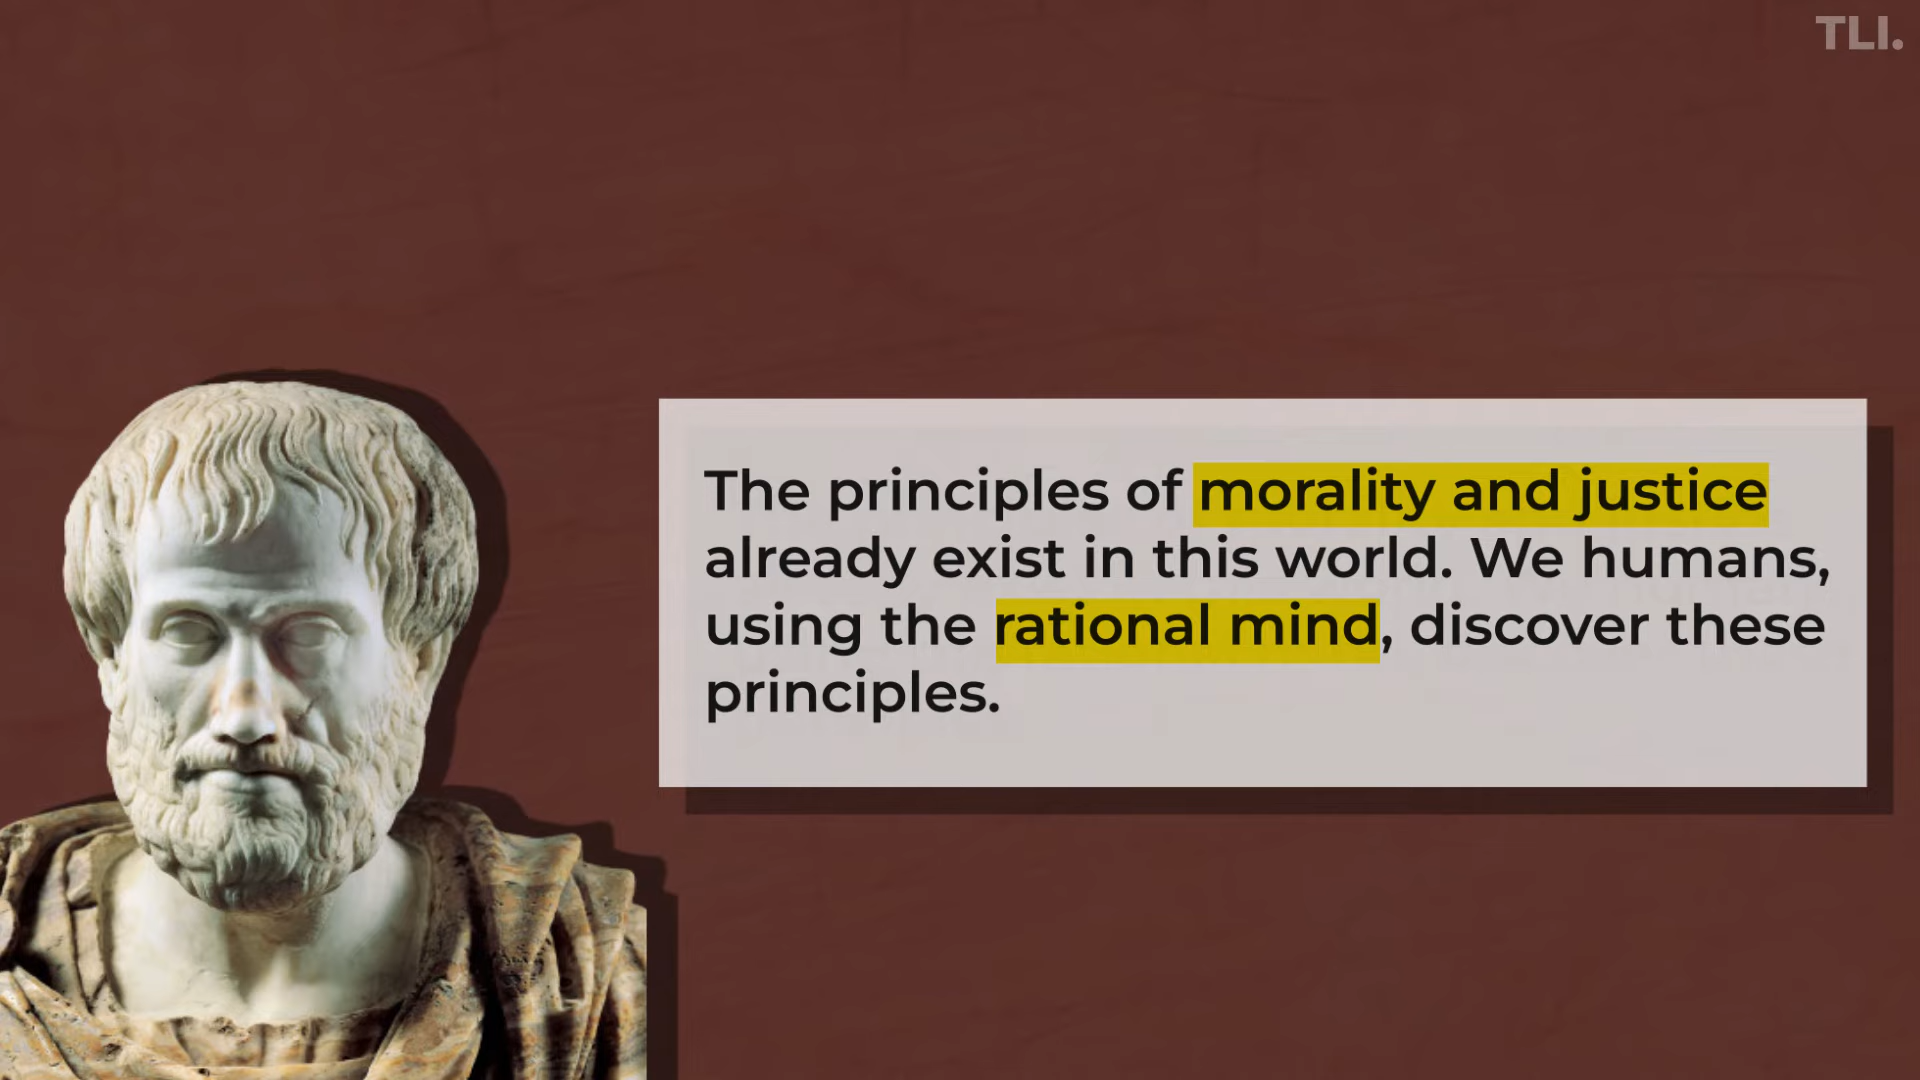 TLI.
The principles of morality and justice
already exist in this world. We humans,
using the rational mind, discover these
principles.